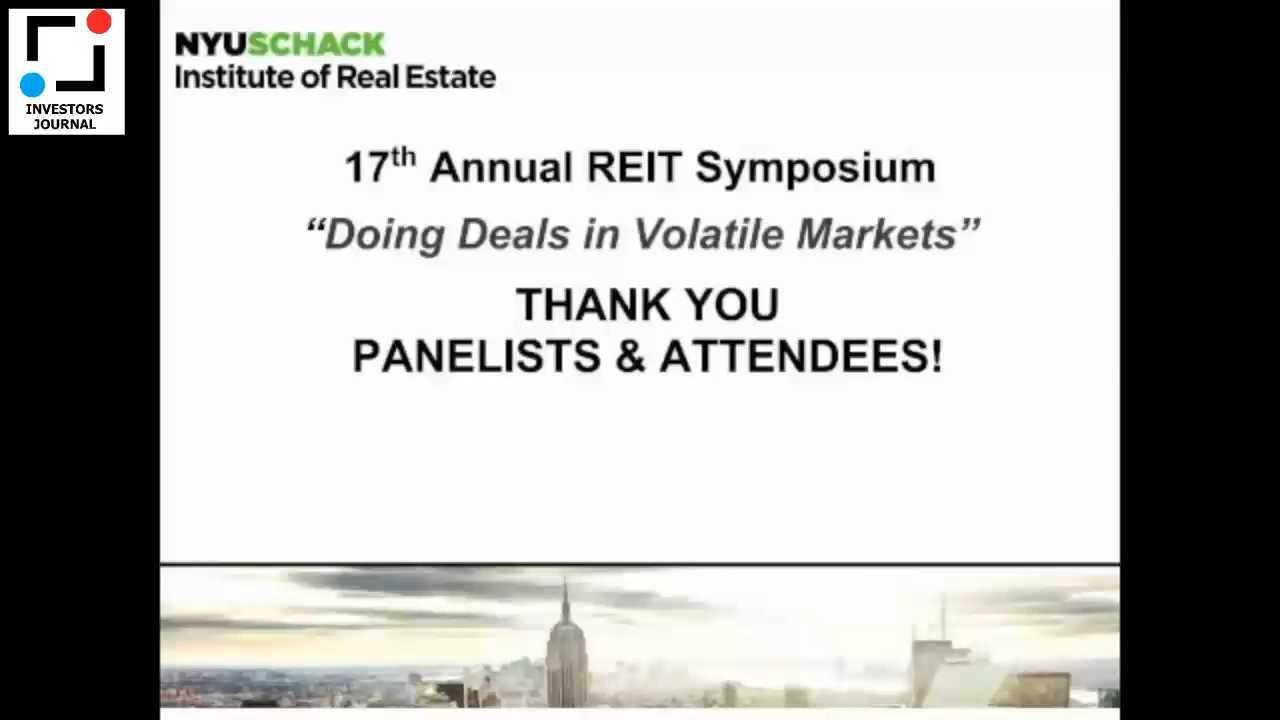 INVESTORS
JOURNAL
NYUSCHACK
Institute of Real Estate
17th Annual REIT Symposium
“Doing Deals in Volatile Markets”
THANK YOU
PANELISTS & ATTENDEES!